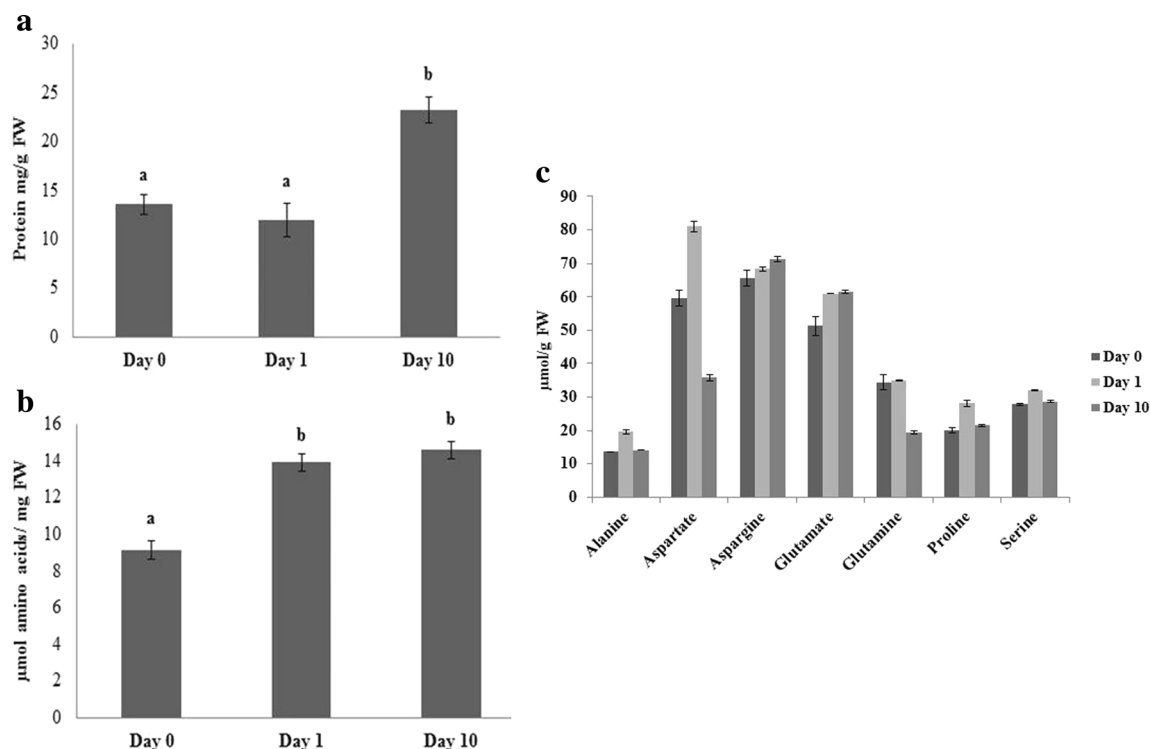 a
Protein mg/g FW
30
25
20
15
10
5
0
a
a
b
Day 0
Day 1
Day 10
b
µmol amino acids/ mg FW
16
14
12
10
8
6
4
2
0
a
b
b
Day 0
Day 1
Day 10
c
µmol/g FW
90
80
70
60
50
40
30
20
10
0
Alanine
Aspartate
Aspargine
Glutamate
Glutamine
Proline
Serine
Day 0
Day 1
Day 10